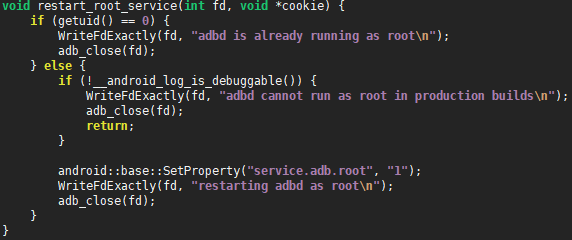 void restart_root_service(int fd, void *cookie) {
    if (getuid() == 0) {
        WriteFdExactly(fd, "adbd is already running as root\n");
        adb_close(fd);
    } else {
        if (!__android_log_is_debuggable()) {
            WriteFdExactly(fd, "adbd cannot run as root in production builds\n");
            adb_close(fd);
            return;
        }

        android::base::SetProperty("service.adb.root", "1");
        WriteFdExactly(fd, "restarting adbd as root\n");
        adb_close(fd);
    }
}